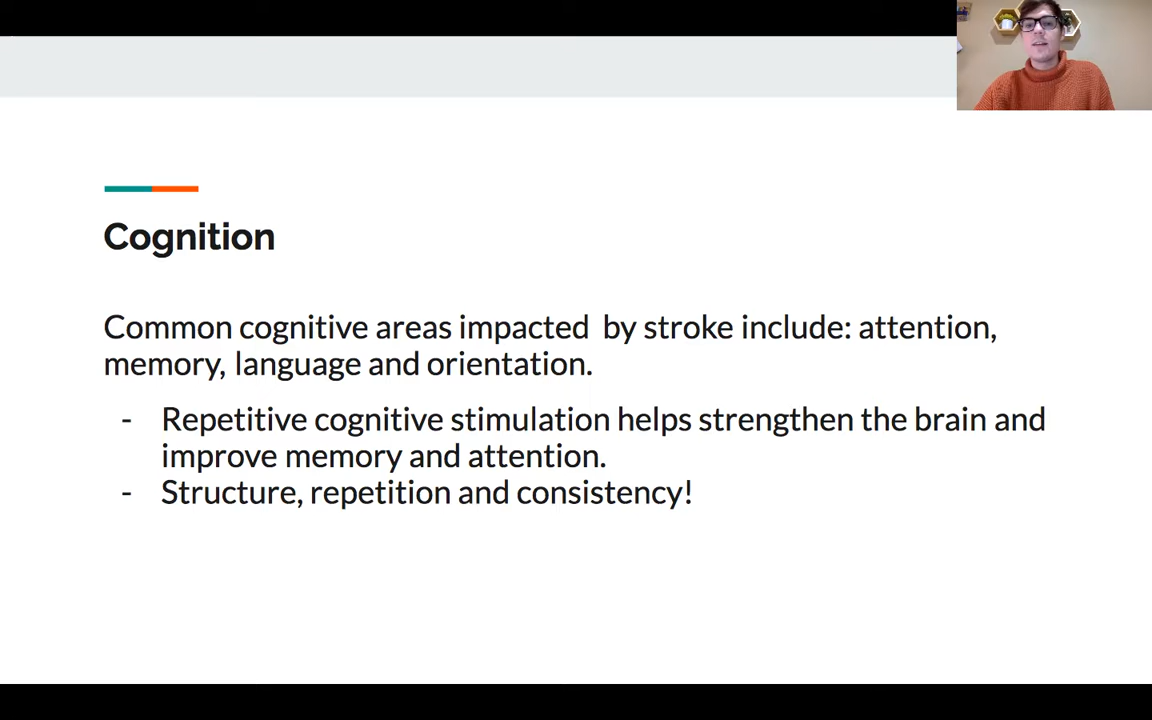 Cognition
Common cognitive areas impacted  by stroke include: attention,
memory, language and orientation.
- Repetitive cognitive stimulation helps strengthen the brain and
improve memory and attention.
- Structure, repetition and consistency!